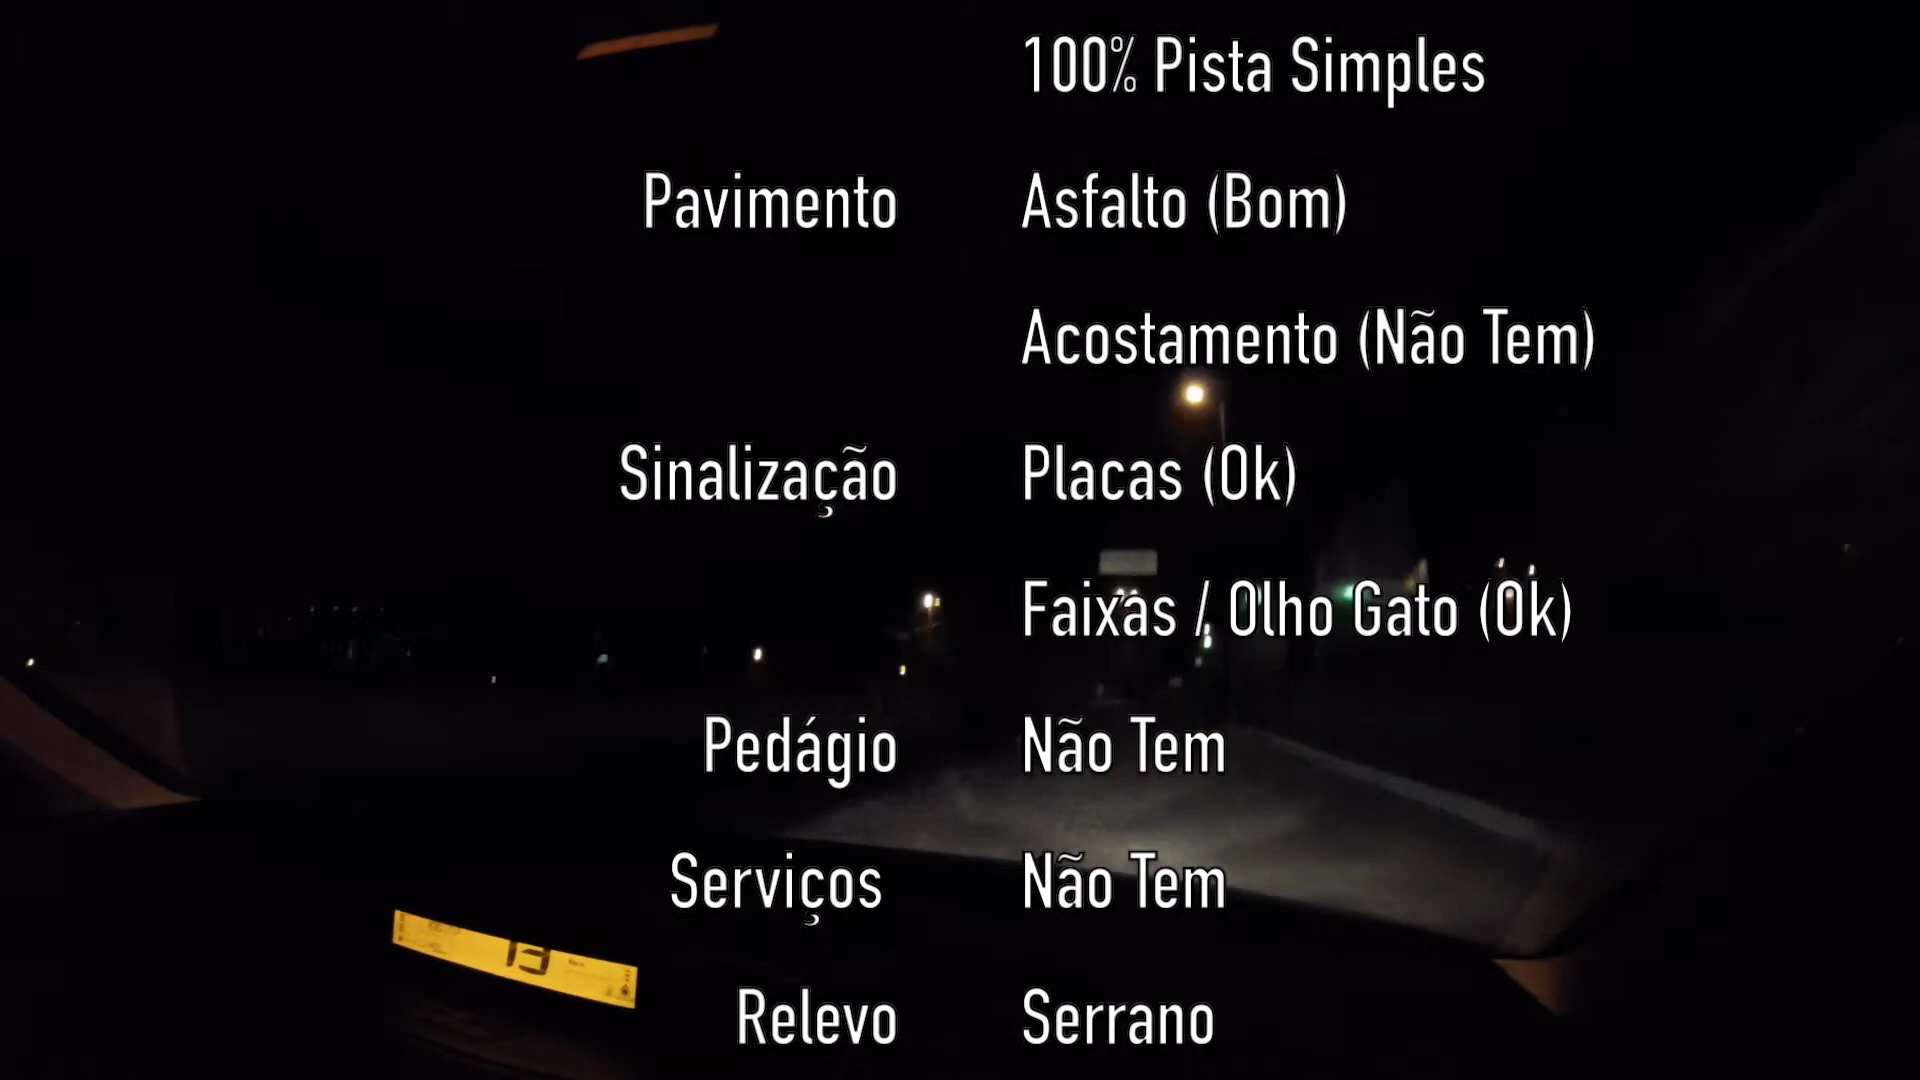 100% Pista Simples
Pavimento Asfalto (Bom)
Acostamento (Não Tem)
Sinalização Placas (Ok)
Faixas / Olho Gato (Ok)
Pedágio Não Tem
Serviços Não Tem
13
Relevo Serrano